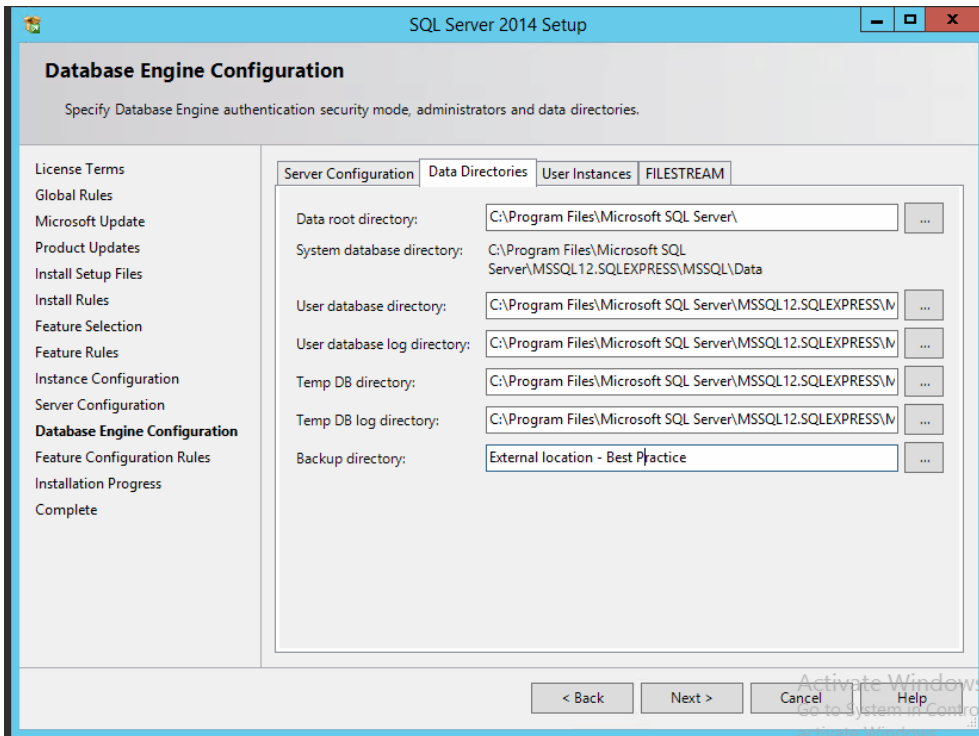 SQL Server 2014 Setup
Database Engine Configuration
Specify Database Engine authentication security mode, administrators and data directories.
License Terms
Global Rules
Microsoft Update
Product Updates
Install Setup Files
Install Rules
Feature Selection
Feature Rules
Instance Configuration
Server Configuration
Database Engine Configuration
Feature Configuration Rules
Installation Progress
Complete
Server Configuration Data Directories User Instances FILESTREAM
Data root directory: C:\Program Files\Microsoft SQL Server\ ...
System database directory: C:\Program Files\Microsoft SQL
Server\MSSQL12.SQLEXPRESS\MSSQL\Data
User database directory: C:\Program Files\Microsoft SQL Server\MSSQL12.SQLEXPRESS\M ...
User database log directory: C:\Program Files\Microsoft SQL Server\MSSQL12.SQLEXPRESS\M ...
Temp DB directory: C:\Program Files\Microsoft SQL Server\MSSQL12.SQLEXPRESS\M ...
Temp DB log directory: C:\Program Files\Microsoft SQL Server\MSSQL12.SQLEXPRESS\M ...
Backup directory: External location - Best Practice ...
< Back Next > Cancel Help
Activate Windows
Go to System in Contro
activate Windows.